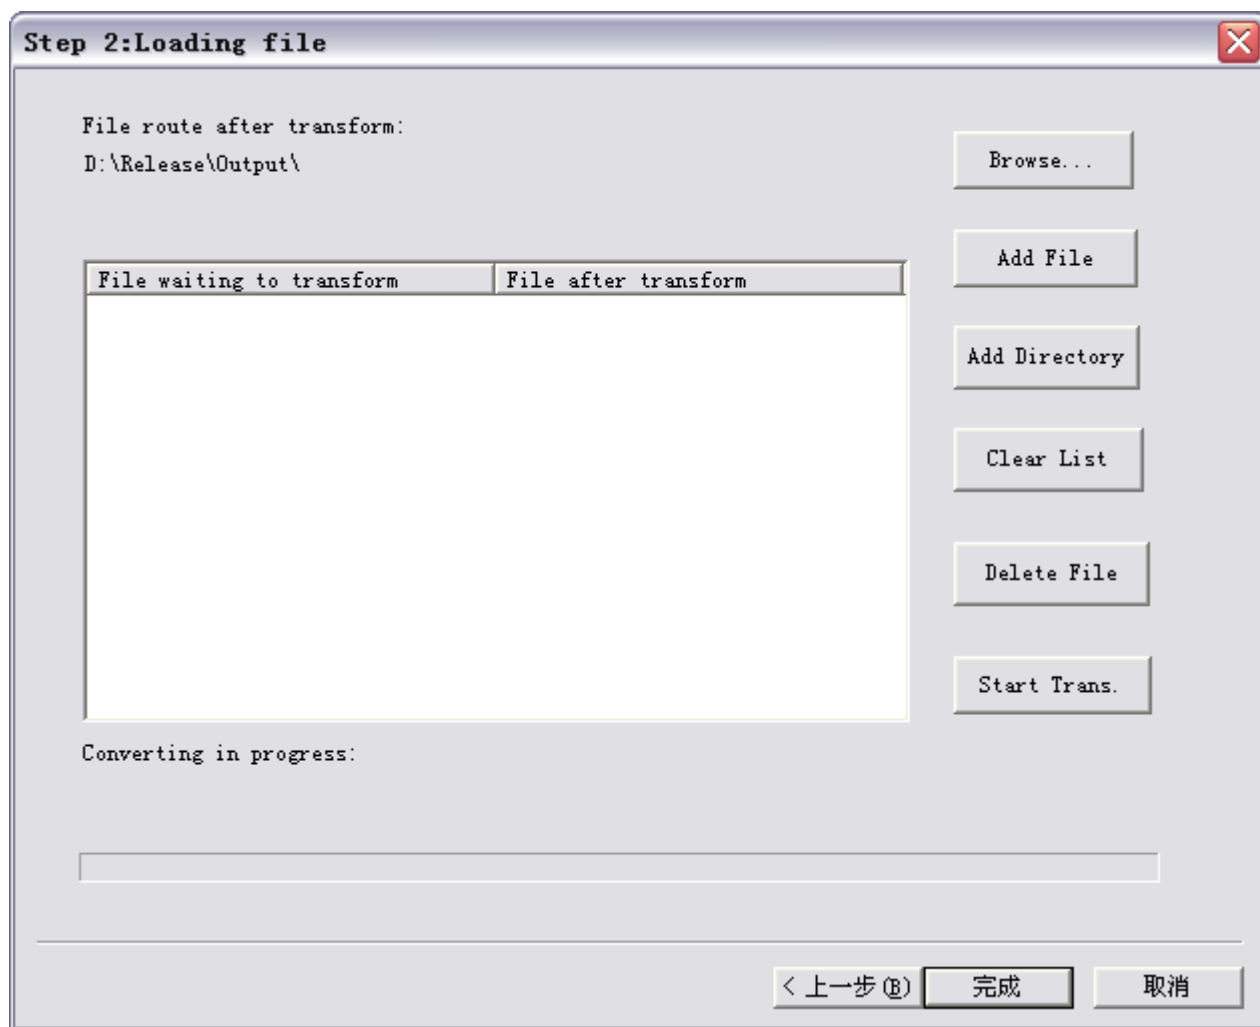 Step 2:Loading file
File route after transform:
D:\Release\Output\
Browse...
Add File
File waiting to transform
File after transform
Add Directory
Clear List
Delete File
Start Trans.
Converting in progress:
< 上一步(B)
完成
取消